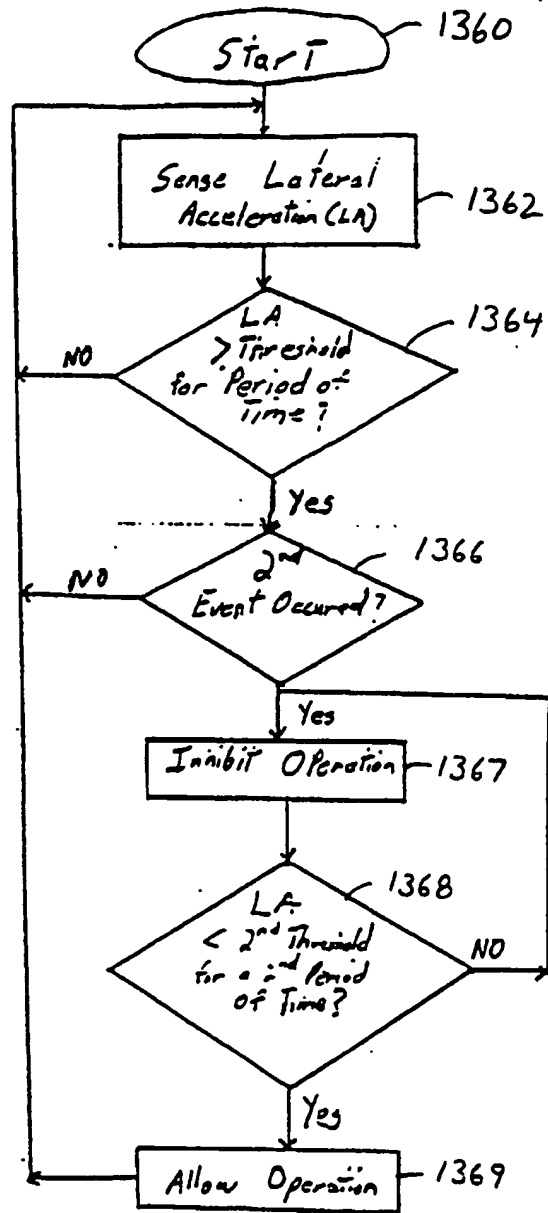 Start
1360
Sense Lateral
Acceleration (LA)
1362
LA
> Threshold
for Period of
Time?
1364
NO
Yes
2nd
Event Occured?
1366
NO
Yes
Inhibit Operation
1367
LA
< 2nd Threshold
for a 2nd Period
of Time?
1368
NO
Yes
Allow Operation
1369